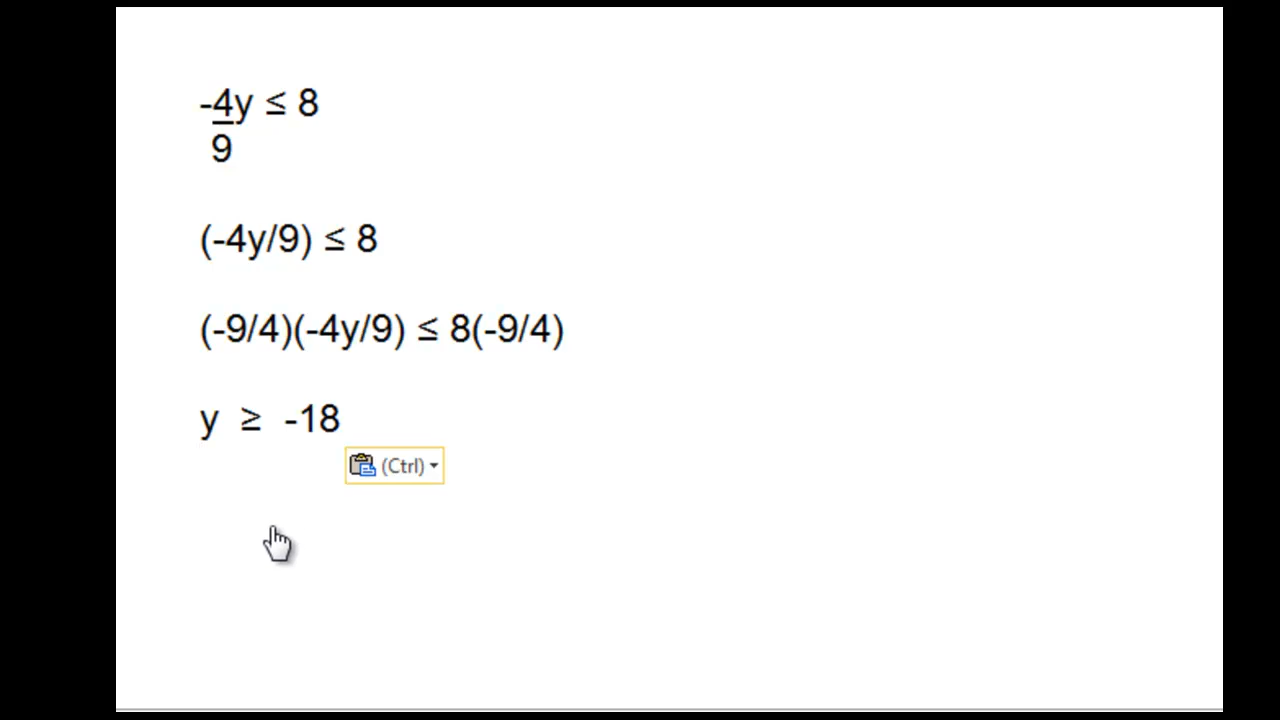 -4y ≤ 8
9
(-4y/9) ≤ 8
(-9/4)(-4y/9) ≤ 8(-9/4)
y ≥ -18
(Ctrl)